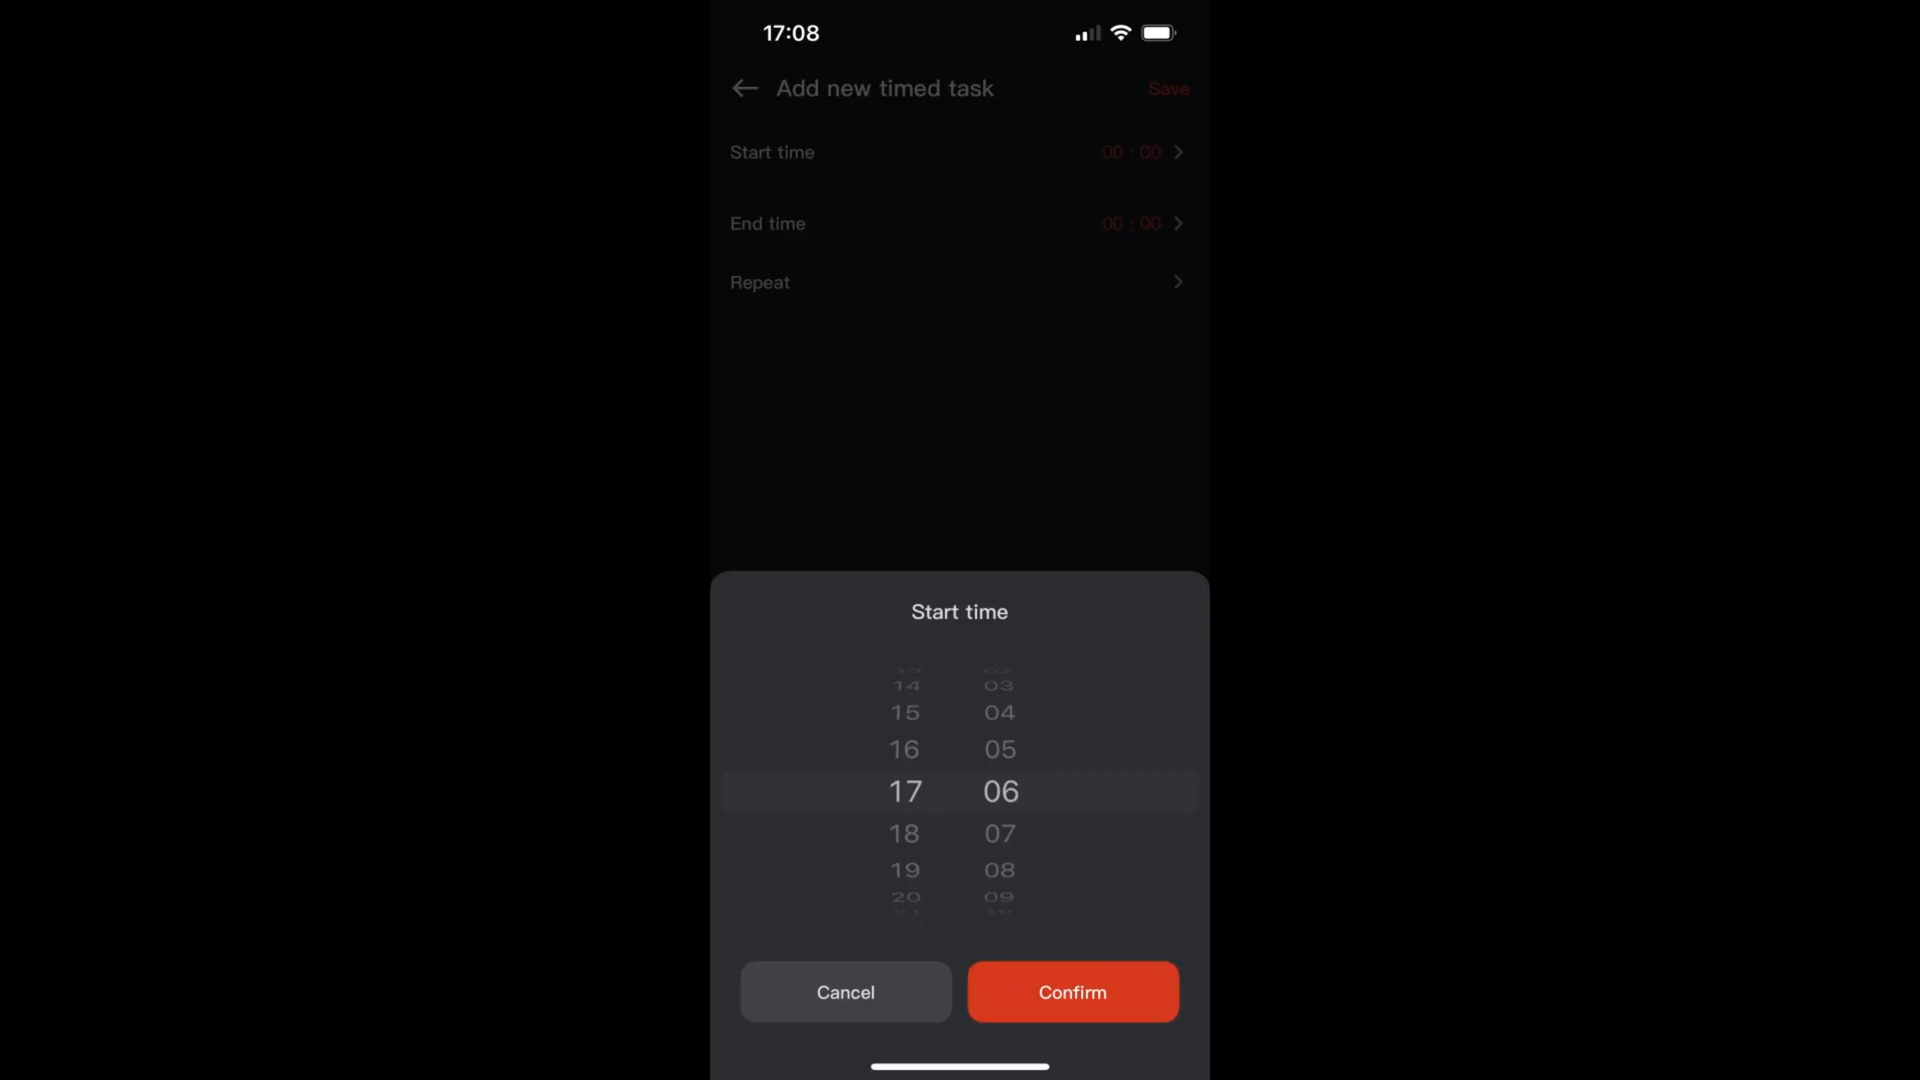 17:08
Add new timed task Save
Start time 00 : 00
End time 00 : 00
Repeat
Start time
14 03
15 04
16 05
17 06
18 07
19 08
20 09
Cancel Confirm